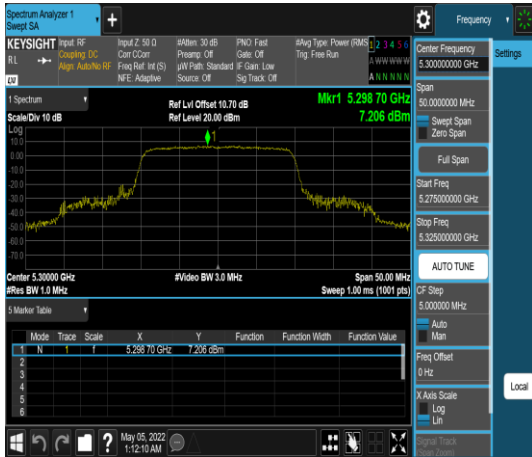 Spectrum Analyzer 1
Swept SA
Frequency
KEYSIGHT
RL
LXI
Input: RF
Coupling: DC
Align: Auto/No RF
Input Z: 50 Ω
Corr CCorr
Freq Ref: Int (S)
NFE: Adaptive
#Atten: 30 dB
Preamp: Off
µW Path: Standard
Source: Off
PNO: Fast
Gate: Off
IF Gain: Low
Sig Track: Off
#Avg Type: Power (RMS
Trig: Free Run
1 2 3 4 5 6
A WW WW W
A N N N N N
1 Spectrum
Scale/Div 10 dB
Ref Lvl Offset 10.70 dB
Ref Level 20.00 dBm
Mkr1 5.298 70 GHz
7.206 dBm
Log
10.0
0.00
-10.0
-20.0
-30.0
-40.0
-50.0
-60.0
-70.0
1
Center 5.30000 GHz
#Res BW 1.0 MHz
#Video BW 3.0 MHz
Span 50.00 MHz
Sweep 1.00 ms (1001 pts)
5 Marker Table
Mode Trace Scale X Y Function Function Width Function Value
1 N 1 f 5.298 70 GHz 7.206 dBm
2
3
4
5
6
May 05, 2022
1:12:10 AM
Center Frequency
5.300000000 GHz
Span
50.0000000 MHz
Swept Span
Zero Span
Full Span
Start Freq
5.275000000 GHz
Stop Freq
5.325000000 GHz
AUTO TUNE
CF Step
5.000000 MHz
Auto
Man
Freq Offset
0 Hz
X Axis Scale
Log
Lin
Signal Track
(Span Zoom)
Settings
Local